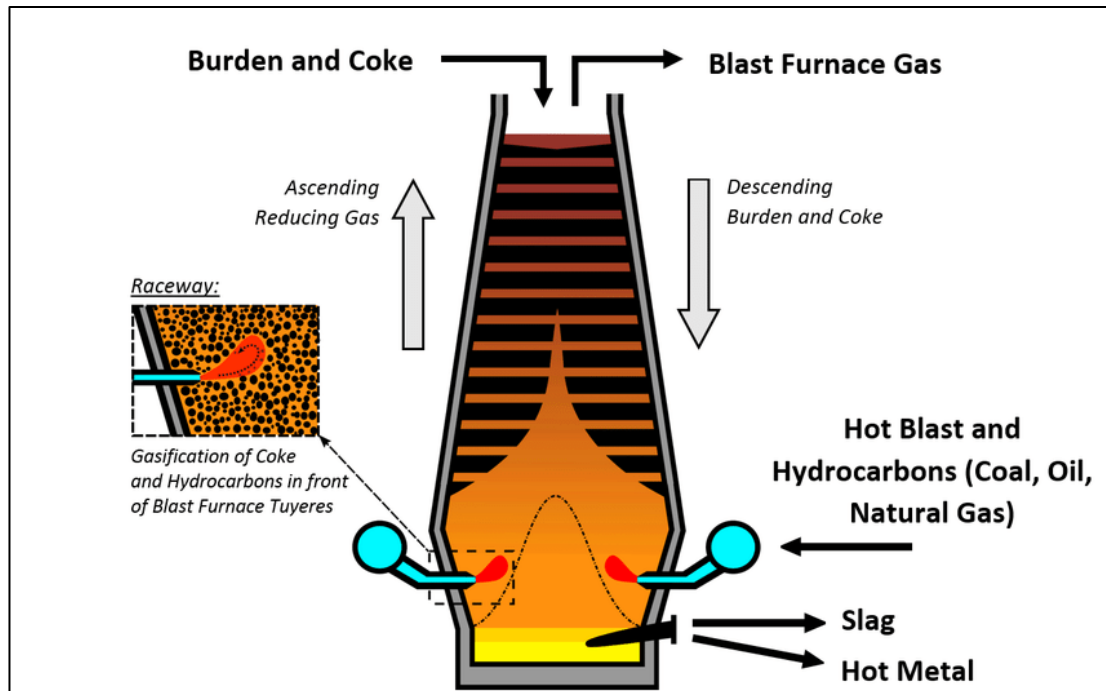 Burden and Coke
Blast Furnace Gas
Ascending
Reducing Gas
Descending
Burden and Coke
Raceway:
Gasification of Coke
and Hydrocarbons in front
of Blast Furnace Tuyeres
Hot Blast and
Hydrocarbons (Coal, Oil,
Natural Gas)
Slag
Hot Metal